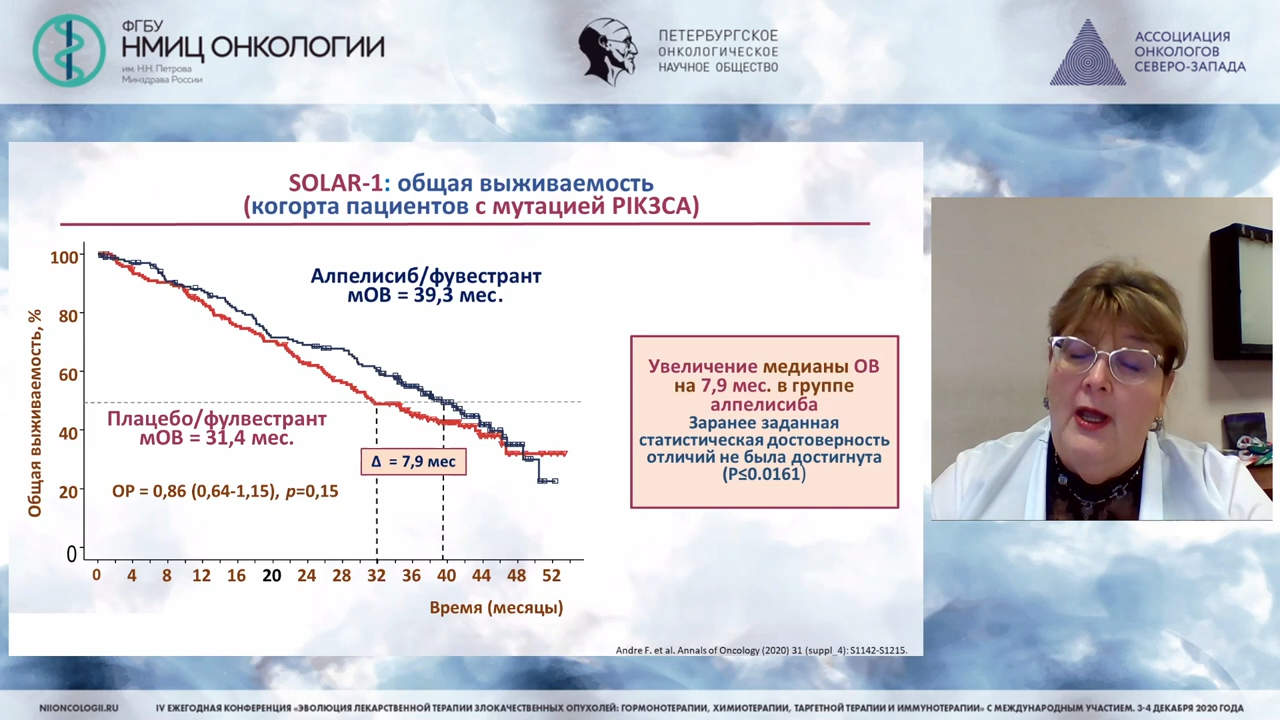 ФГБУ
НМИЦ ОНКОЛОГИИ
им. Н.Н. Петрова
Минздрава России
ПЕТЕРБУРГСКОЕ
ОНКОЛОГИЧЕСКОЕ
НАУЧНОЕ ОБЩЕСТВО
АССОЦИАЦИЯ
ОНКОЛОГОВ
СЕВЕРО-ЗАПАДА
SOLAR-1: общая выживаемость
(когорта пациентов с мутацией PIK3CA)
Общая выживаемость, %
100
80
60
40
20
0
Алпелисиб/фувестрант
мОВ = 39,3 мес.
Плацебо/фулвестрант
мОВ = 31,4 мес.
Δ = 7,9 мес
ОР = 0,86 (0,64-1,15), p=0,15
0 4 8 12 16 20 24 28 32 36 40 44 48 52
Время (месяцы)
Увеличение медианы ОВ
на 7,9 мес. в группе
алпелисиба
Заранее заданная
статистическая достоверность
отличий не была достигнута
(P≤0.0161)
Andre F. et al. Annals of Oncology (2020) 31 (suppl_4): S1142-S1215.
NIIONCOLOGII.RU
IV ЕЖЕГОДНАЯ КОНФЕРЕНЦИЯ «ЭВОЛЮЦИЯ ЛЕКАРСТВЕННОЙ ТЕРАПИИ ЗЛОКАЧЕСТВЕННЫХ ОПУХОЛЕЙ: ГОРМОНОТЕРАПИИ, ХИМИОТЕРАПИИ, ТАРГЕТНОЙ ТЕРАПИИ И ИММУНОТЕРАПИИ» С МЕЖДУНАРОДНЫМ УЧАСТИЕМ. 3-4 ДЕКАБРЯ 2020 ГОДА